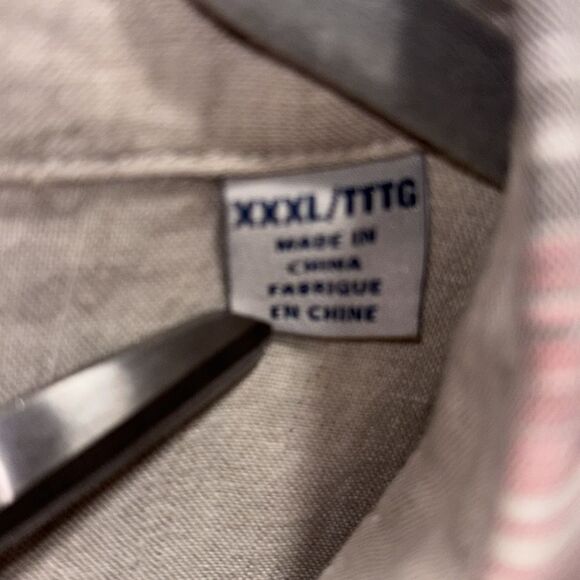 XXXL/TTTG
MADE IN
CHINA
FABRIQUE
EN CHINE